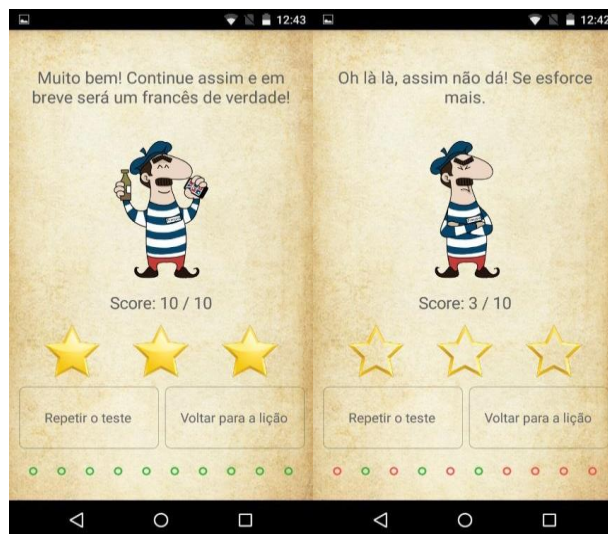 12:43
Muito bem! Continue assim e em
breve será um francês de verdade!
Score: 10 / 10
Repetir o teste
Voltar para a lição
12:42
Oh là là, assim não dá! Se esforce
mais.
Score: 3 / 10
Repetir o teste
Voltar para a lição